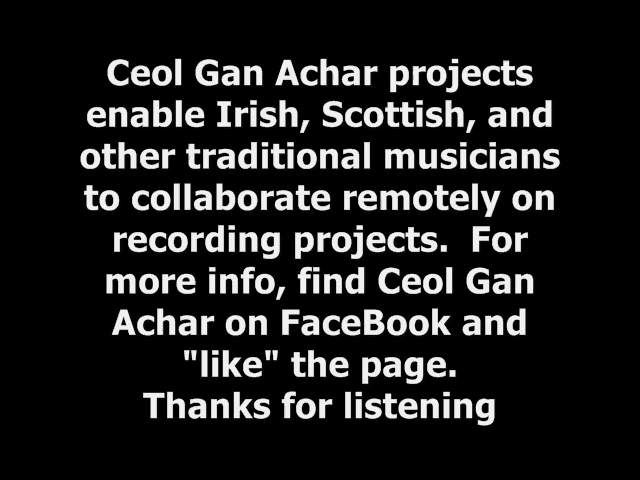 Ceol Gan Achar projects
enable Irish, Scottish, and
other traditional musicians
to collaborate remotely on
recording projects.  For
more info, find Ceol Gan
Achar on FaceBook and
"like" the page.
Thanks for listening